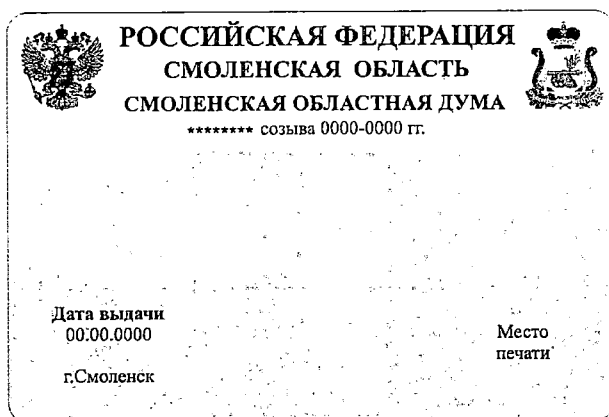 РОССИЙСКАЯ ФЕДЕРАЦИЯ
СМОЛЕНСКАЯ ОБЛАСТЬ
СМОЛЕНСКАЯ ОБЛАСТНАЯ ДУМА
******** созыва 0000-0000 гг.
Дата выдачи
00.00.0000
Место
печати
г.Смоленск